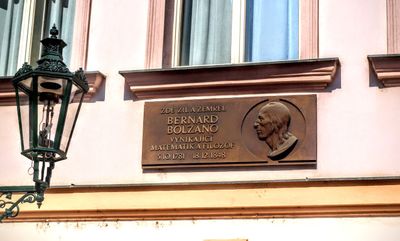 ZDE ŽIL A ZEMŘEL
BERNARD
BOLZANO
VYNIKAJÍCÍ
MATEMATIK A FILOZOF
5.10.1781 18.12.1848